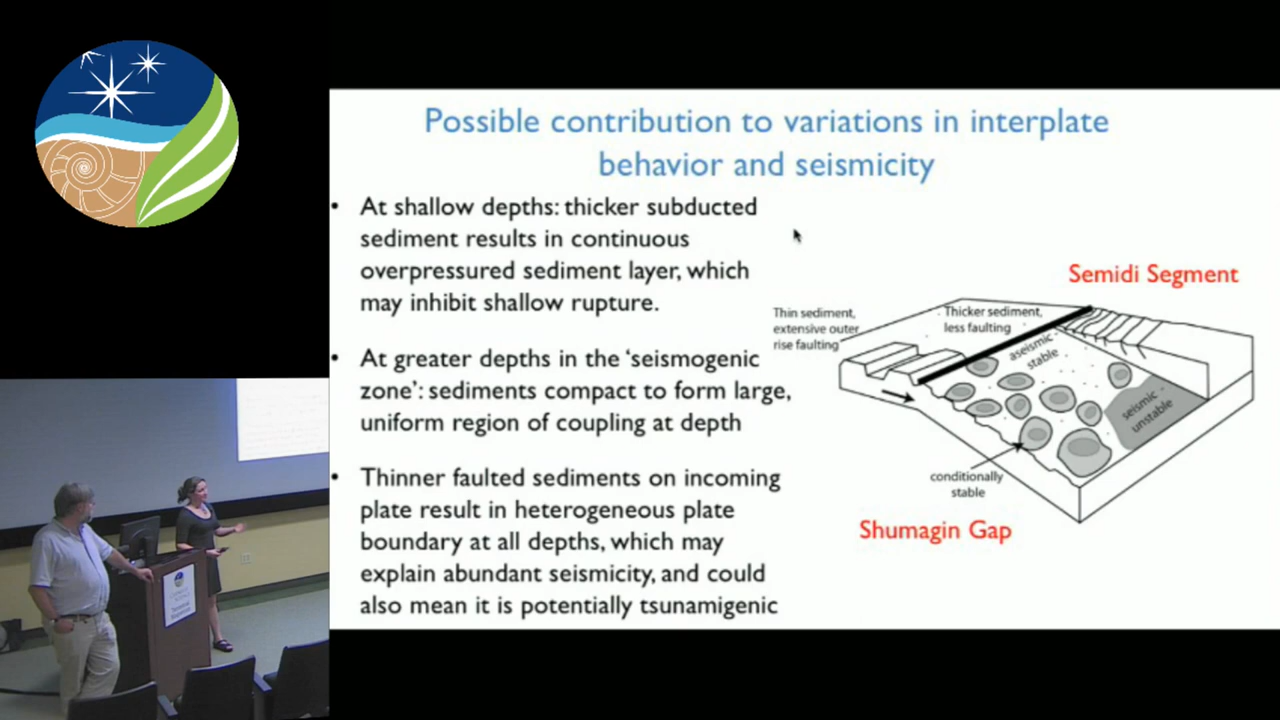 Possible contribution to variations in interplate
behavior and seismicity
• At shallow depths: thicker subducted
sediment results in continuous
overpressured sediment layer, which
may inhibit shallow rupture.
• At greater depths in the ‘seismogenic
zone’: sediments compact to form large,
uniform region of coupling at depth
• Thinner faulted sediments on incoming
plate result in heterogeneous plate
boundary at all depths, which may
explain abundant seismicity, and could
also mean it is potentially tsunamigenic
Semidi Segment
Thin sediment,
extensive outer
rise faulting
Thicker sediment,
less faulting
aseismic
stable
seismic
unstable
conditionally
stable
Shumagin Gap